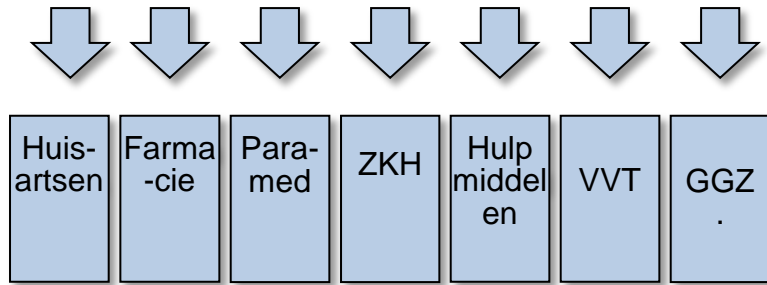 Huis-
artsen
Farma
-cie
Para-
med
ZKH
Hulp
middel
en
VVT
GGZ
.